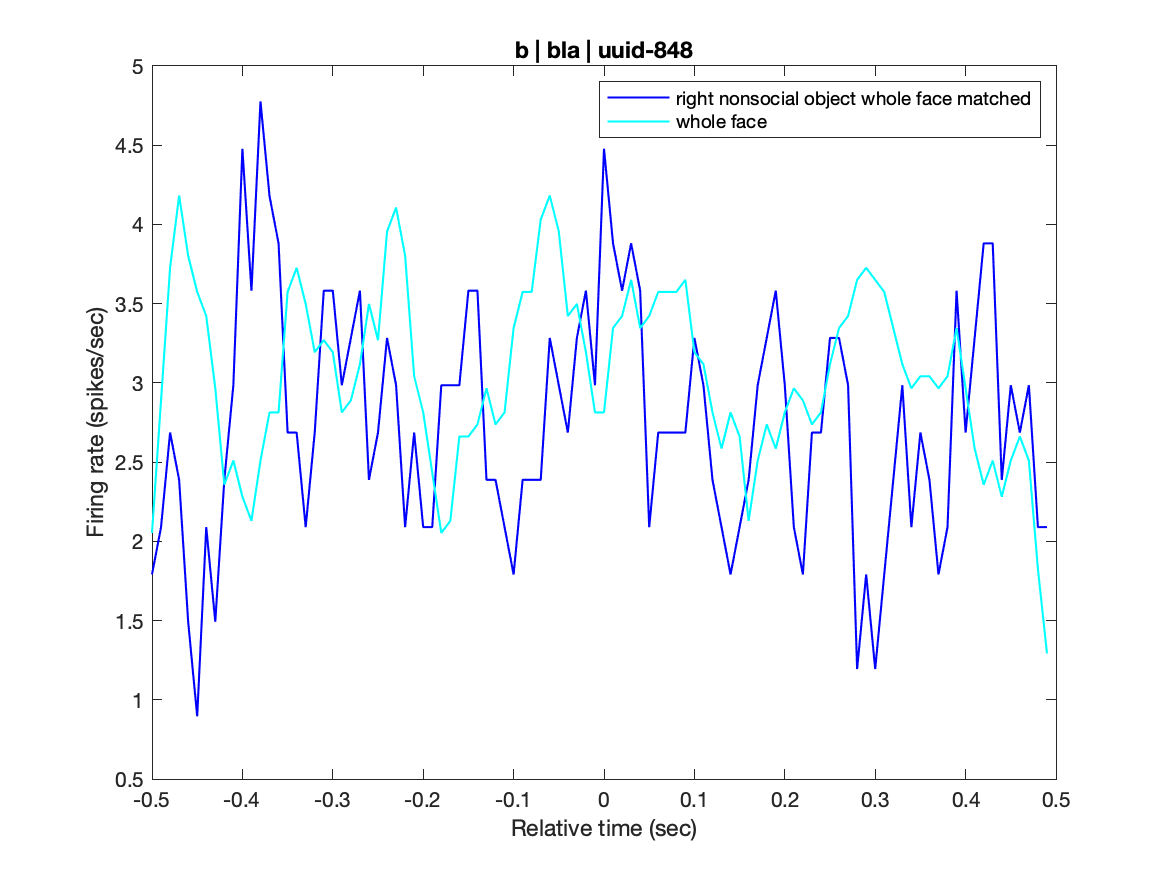 b | bla | uuid-848
right nonsocial object whole face matched
whole face
5
4.5
4
3.5
3
2.5
2
1.5
1
0.5
Firing rate (spikes/sec)
-0.5 -0.4 -0.3 -0.2 -0.1 0 0.1 0.2 0.3 0.4 0.5
Relative time (sec)